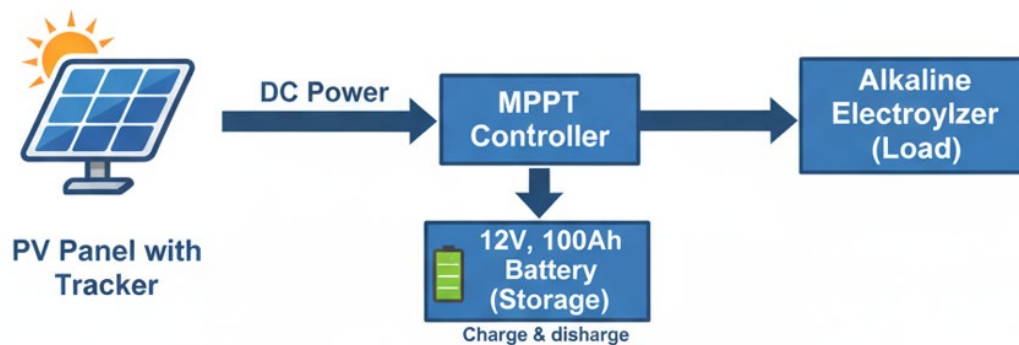 DC Power
MPPT
Controller
Alkaline
Electroylzer
(Load)
PV Panel with
Tracker
12V, 100Ah
Battery
(Storage)
Charge & disharge